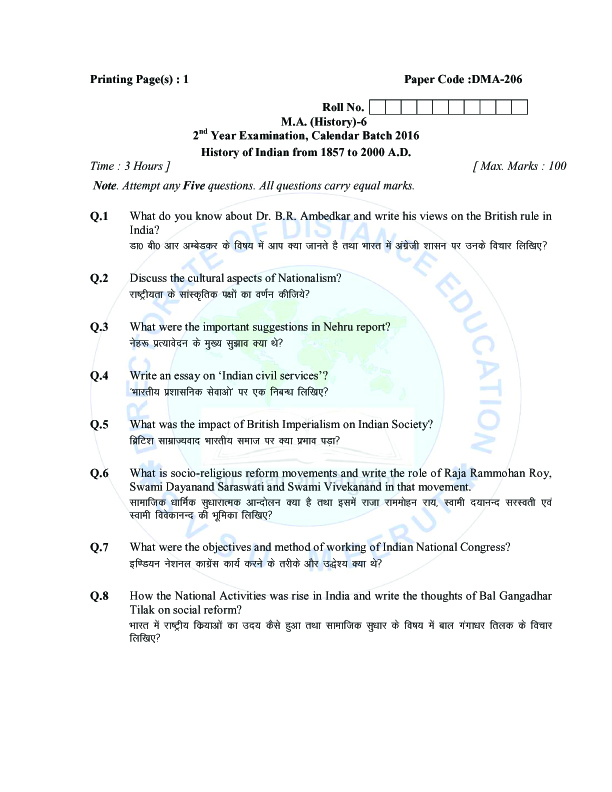 Printing Page(s) : 1 Paper Code :DMA-206
Roll No.
M.A. (History)-6
2nd Year Examination, Calendar Batch 2016
History of Indian from 1857 to 2000 A.D.
Time : 3 Hours ] [ Max. Marks : 100
Note. Attempt any Five questions. All questions carry equal marks.
Q.1 What do you know about Dr. B.R. Ambedkar and write his views on the British rule in
India?
डा0 बी0 आर अम्बेडकर के विषय में आप क्या जानते है तथा भारत में अंग्रेजी शासन पर उनके विचार लिखिए?
Q.2 Discuss the cultural aspects of Nationalism?
राष्ट्रीयता के सांस्कृतिक पक्षों का वर्णन कीजिये?
Q.3 What were the important suggestions in Nehru report?
नेहरू प्रत्यावेदन के मुख्य सुझाव क्या थे?
Q.4 Write an essay on ‘Indian civil services’?
‘भारतीय प्रशासनिक सेवाओं’ पर एक निबन्ध लिखिए?
Q.5 What was the impact of British Imperialism on Indian Society?
ब्रिटिश साम्राज्यवाद भारतीय समाज पर क्या प्रभाव पड़ा?
Q.6 What is socio-religious reform movements and write the role of Raja Rammohan Roy,
Swami Dayanand Saraswati and Swami Vivekanand in that movement.
सामाजिक धार्मिक सुधारात्मक आन्दोलन क्या है तथा इसमें राजा राममोहन राय, स्वामी दयानन्द सरस्वती एवं
स्वामी विवेकानन्द की भूमिका लिखिए?
Q.7 What were the objectives and method of working of Indian National Congress?
इण्डियन नेशनल कांग्रेस कार्य करने के तरीके और उद्धेश्य क्या थे?
Q.8 How the National Activities was rise in India and write the thoughts of Bal Gangadhar
Tilak on social reform?
भारत में राष्ट्रीय क्रियाओं का उदय कैसे हुआ तथा सामाजिक सुधार के विषय में बाल गंगाधर तिलक के विचार
लिखिए?
DIRECTORATE OF DISTANCE EDUCATION
S.V.S.U. MEERUT